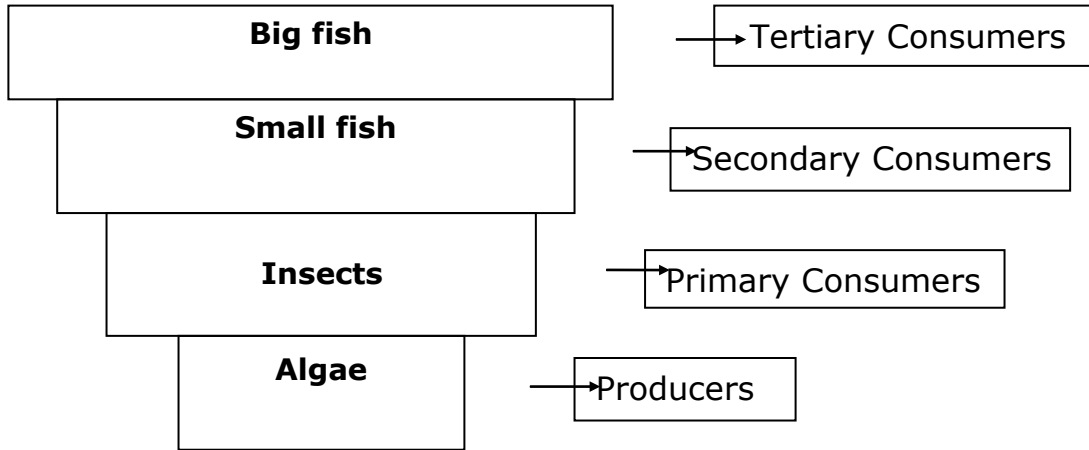 Big fish
Tertiary Consumers
Small fish
Secondary Consumers
Insects
Primary Consumers
Algae
Producers